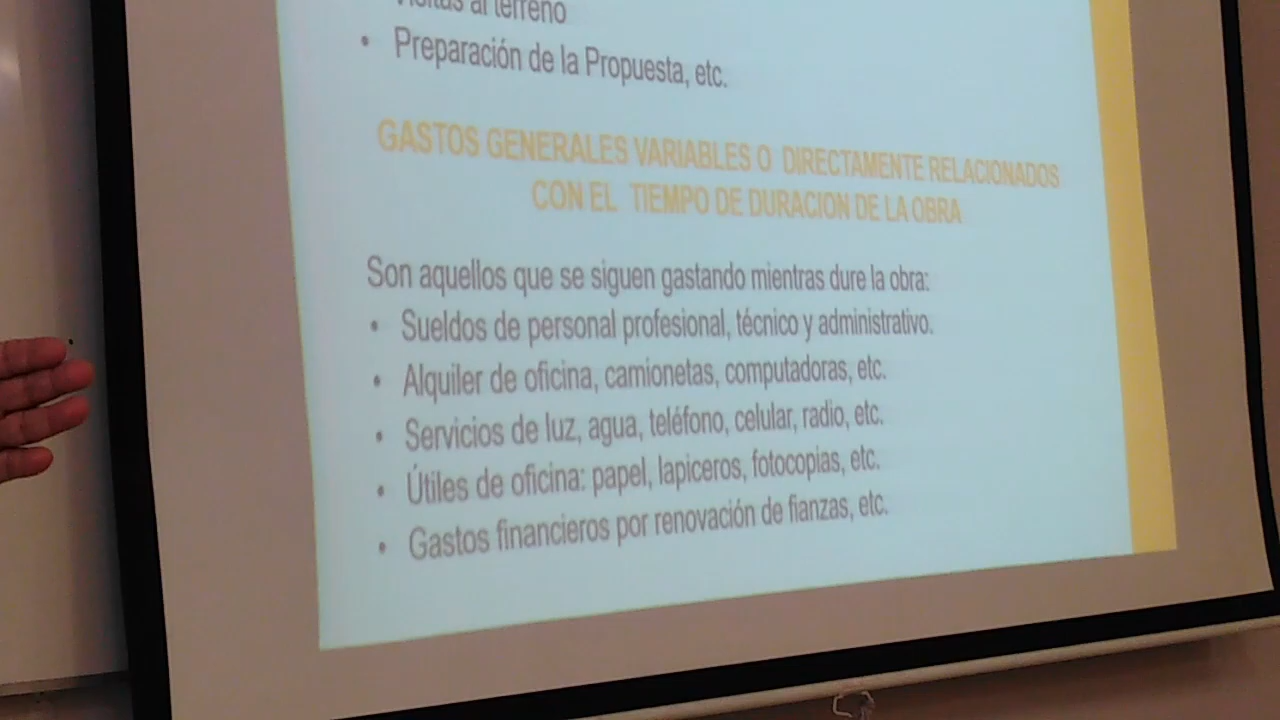 Visitas al terreno
• Preparación de la Propuesta, etc.
GASTOS GENERALES VARIABLES O DIRECTAMENTE RELACIONADOS
CON EL TIEMPO DE DURACION DE LA OBRA
Son aquellos que se siguen gastando mientras dure la obra:
• Sueldos de personal profesional, técnico y administrativo.
• Alquiler de oficina, camionetas, computadoras, etc.
• Servicios de luz, agua, teléfono, celular, radio, etc.
• Útiles de oficina: papel, lapiceros, fotocopias, etc.
• Gastos financieros por renovación de fianzas, etc.